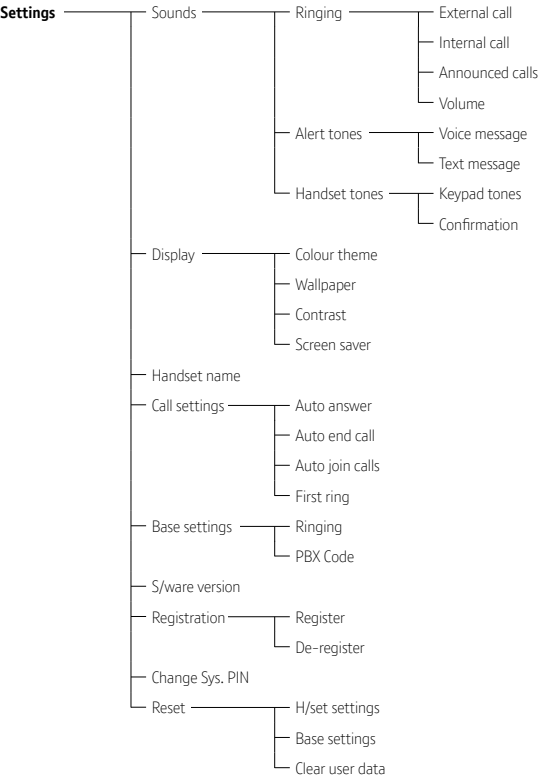 Settings Sounds Ringing External call
Internal call
Announced calls
Volume
Alert tones Voice message
Text message
Handset tones Keypad tones
Confirmation
Display Colour theme
Wallpaper
Contrast
Screen saver
Handset name
Call settings Auto answer
Auto end call
Auto join calls
First ring
Base settings Ringing
PBX Code
S/ware version
Registration Register
De-register
Change Sys. PIN
Reset H/set settings
Base settings
Clear user data